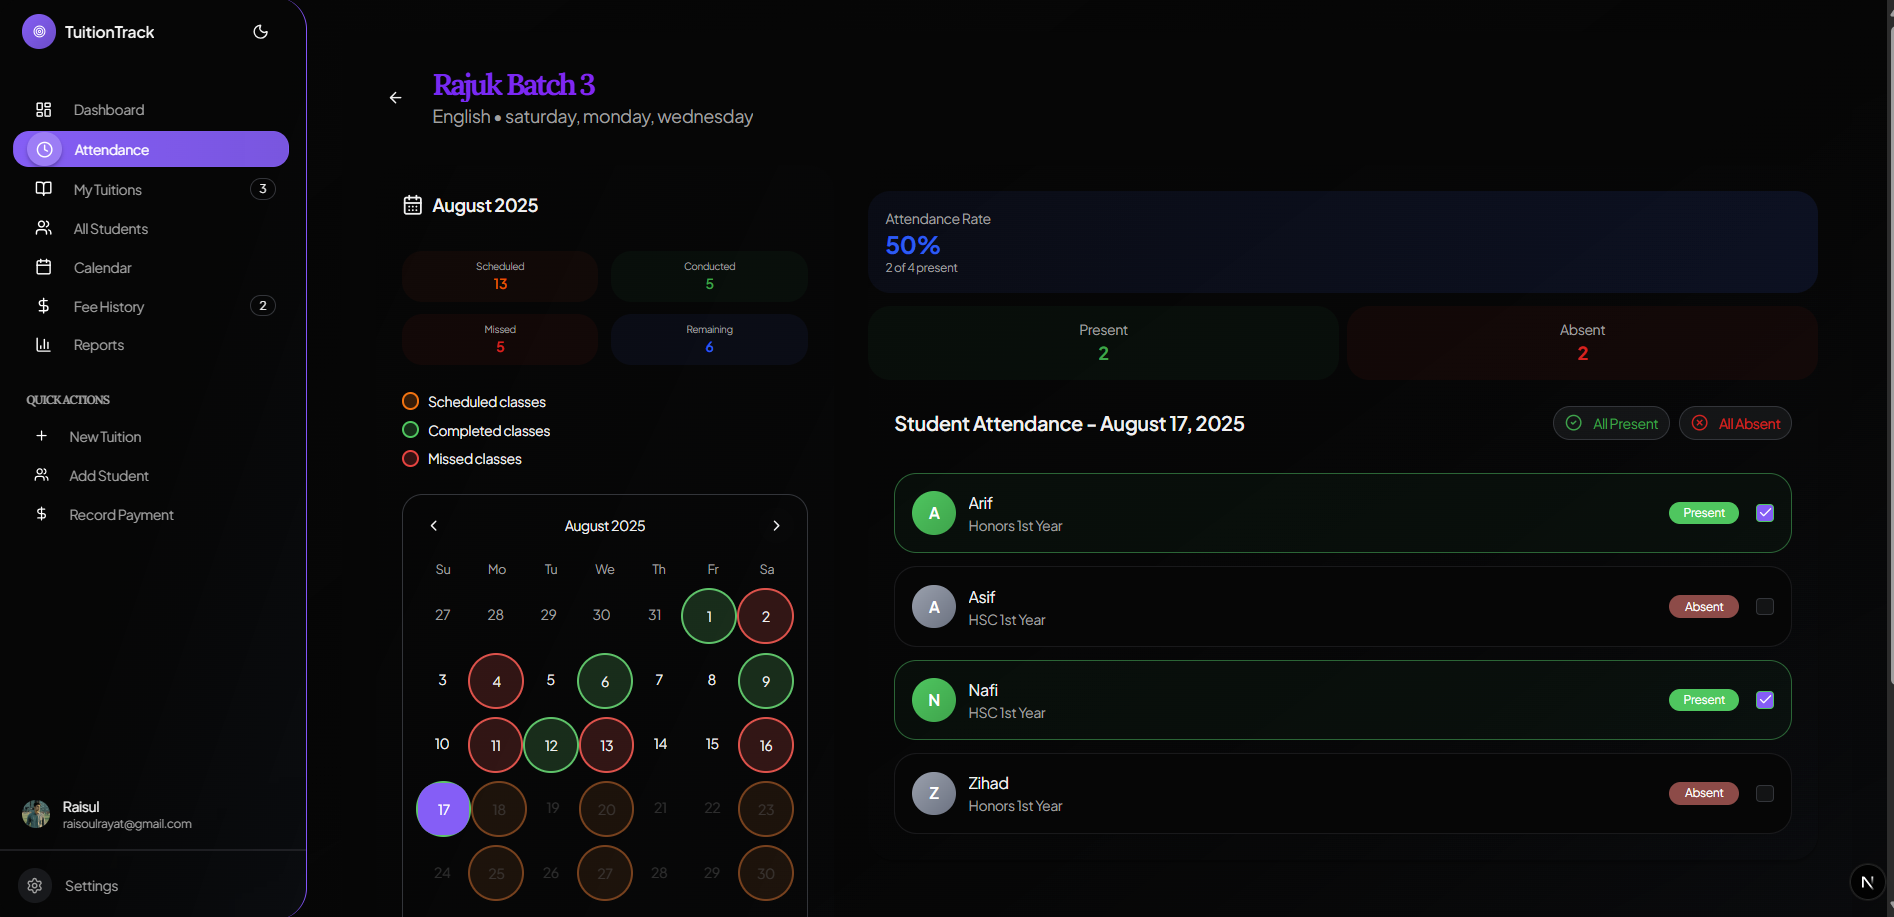 TuitionTrack
Dashboard
Attendance
My Tuitions 3
All Students
Calendar
Fee History 2
Reports
QUICK ACTIONS
New Tuition
Add Student
Record Payment
Raisul
raisoulrayat@gmail.com
Settings
Rajuk Batch 3
English • saturday, monday, wednesday
August 2025
Scheduled
13
Conducted
5
Missed
5
Remaining
6
Scheduled classes
Completed classes
Missed classes
August 2025
Su Mo Tu We Th Fr Sa
27 28 29 30 31 1 2
3 4 5 6 7 8 9
10 11 12 13 14 15 16
17 18 19 20 21 22 23
24 25 26 27 28 29 30
Attendance Rate
50%
2 of 4 present
Present
2
Absent
2
Student Attendance - August 17, 2025
All Present
All Absent
A
Arif
Honors 1st Year
Present
A
Asif
HSC 1st Year
Absent
N
Nafi
HSC 1st Year
Present
Z
Zihad
Honors 1st Year
Absent
N